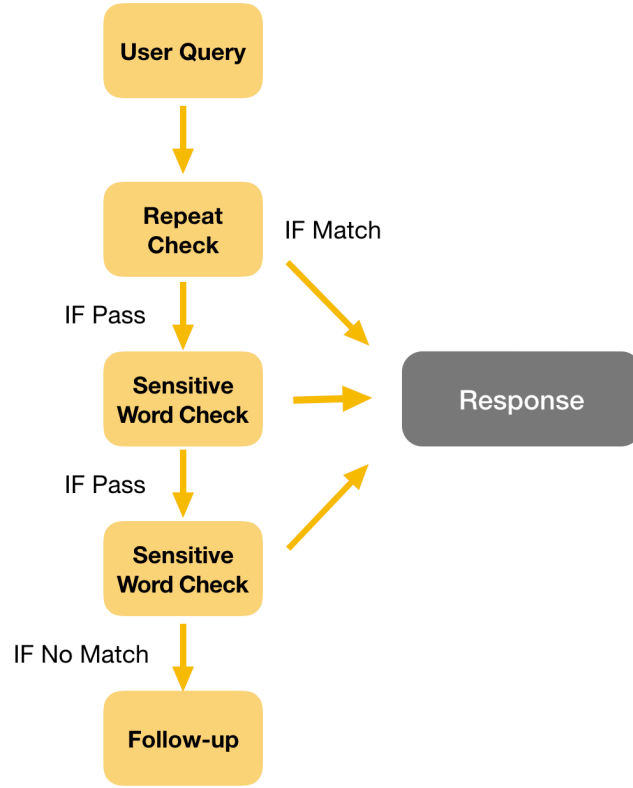 User Query
Repeat
Check
IF Match
IF Pass
Sensitive
Word Check
Response
IF Pass
Sensitive
Word Check
IF No Match
Follow-up